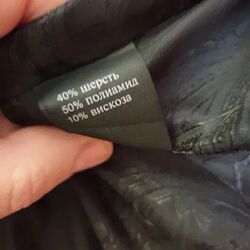 40% шерсть
50% полиамид
10% вискоза